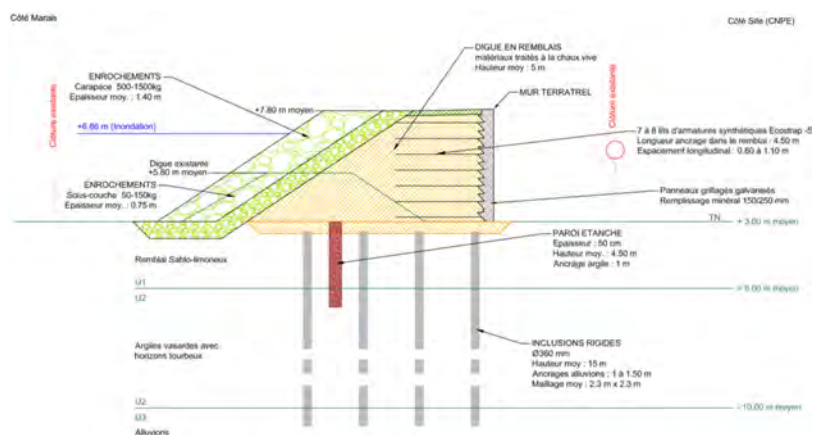 Côté Marais
Côté Site (CNPE)
DIGUE EN REMBLAIS
matériaux traités à la chaux vive
Hauteur moy : 5 m
ENROCHEMENTS
Carapace 500-1500kg
Epaisseur moy. : 1.40 m
Clôture existante
Clôture existante
MUR TERRATREL
+7.80 m moyen
+6.86 m (Inondation)
7 à 8 lits d'armatures synthétiques Ecostrap -5
Longueur ancrage dans le remblai : 4.50 m
Espacement longitudinal : 0.60 à 1.10 m
Digue existante
+5.80 m moyen
ENROCHEMENTS
Sous-couche 50-150kg
Epaisseur moy. : 0.75 m
Panneaux grillagés galvanisés
Remplissage minéral 150/250 mm
TN
+ 3.00 m moyen
PAROI ETANCHE
Epaisseur : 50 cm
Hauteur moy. : 4.50 m
Ancrage argile : 1 m
Remblai Sablo-limoneux
U1
U2
0.00 m moyen
Argiles vasardes avec
horizons tourbeux
INCLUSIONS RIGIDES
Ø360 mm
Hauteur moy : 15 m
Ancrages alluvions : 1 à 1.50 m
Maillage moy : 2.3 m x 2.3 m
U2
U3
-10.00 m moyen
Alluvions